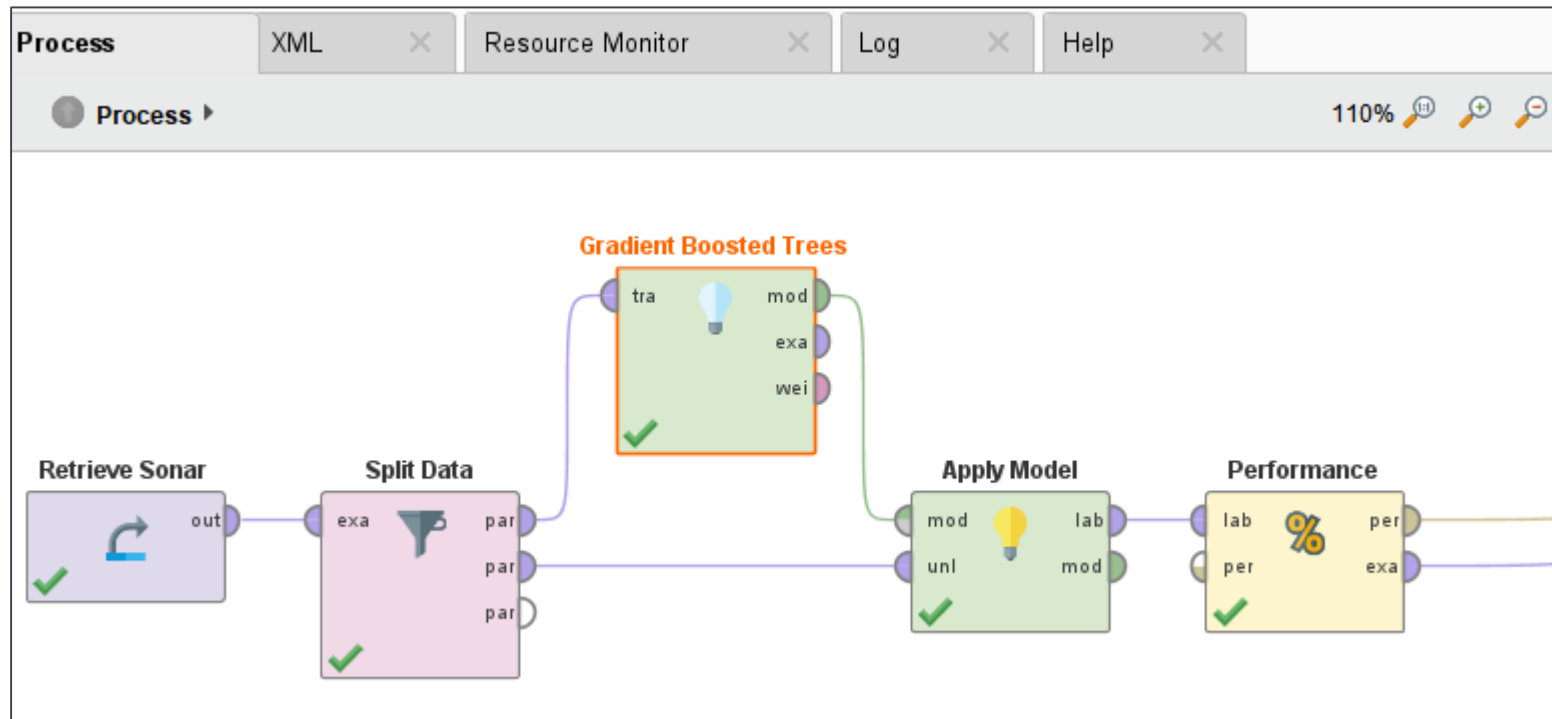 Process XML Resource Monitor Log Help
Process 110%
Gradient Boosted Trees
tra mod
exa
wei
Retrieve Sonar Split Data Apply Model Performance
out exa par mod lab lab per
par unl mod per exa
par
%